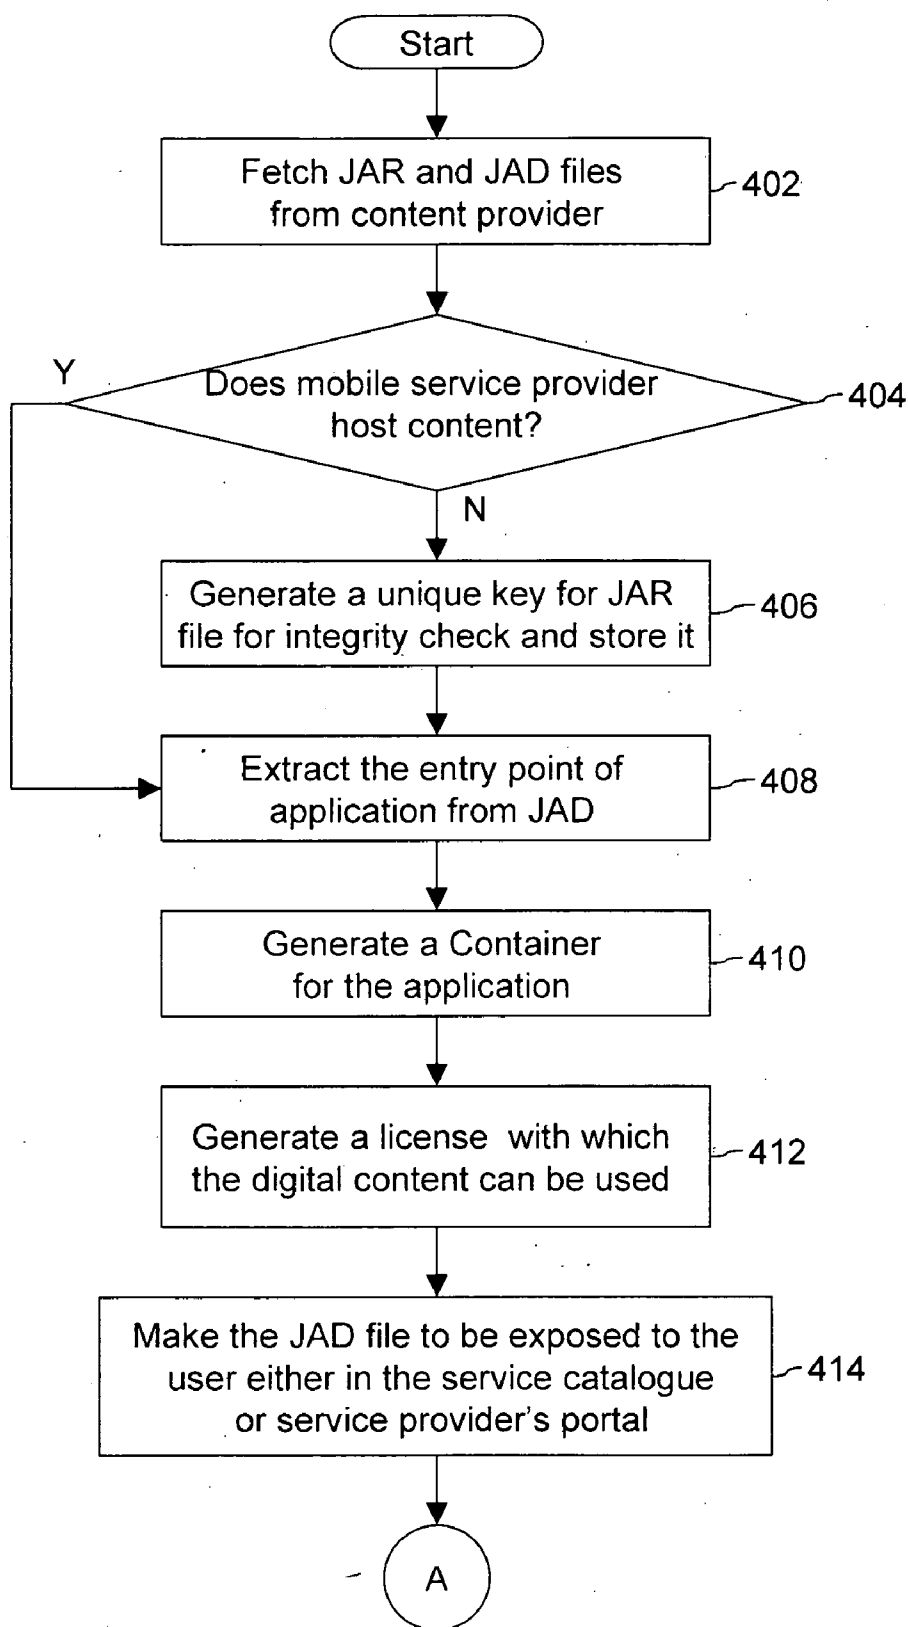 Start
Fetch JAR and JAD files
from content provider
402
Y
Does mobile service provider
host content?
404
N
Generate a unique key for JAR
file for integrity check and store it
406
Extract the entry point of
application from JAD
408
Generate a Container
for the application
410
Generate a license with which
the digital content can be used
412
Make the JAD file to be exposed to the
user either in the service catalogue
or service provider's portal
414
A